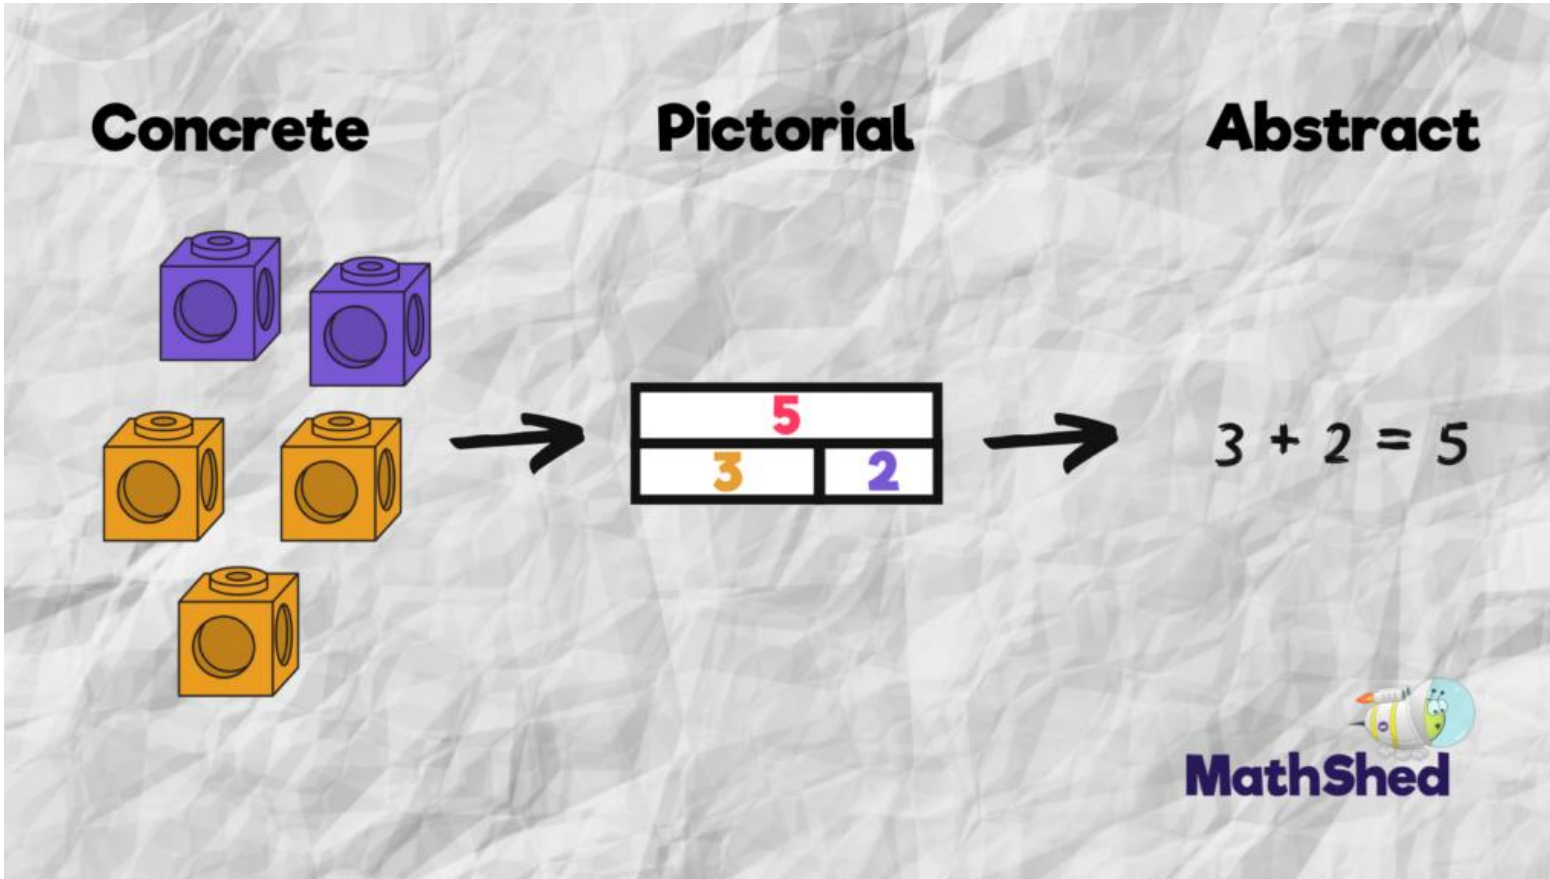 Concrete
Pictorial
Abstract
5
3 2
3 + 2 = 5
MathShed